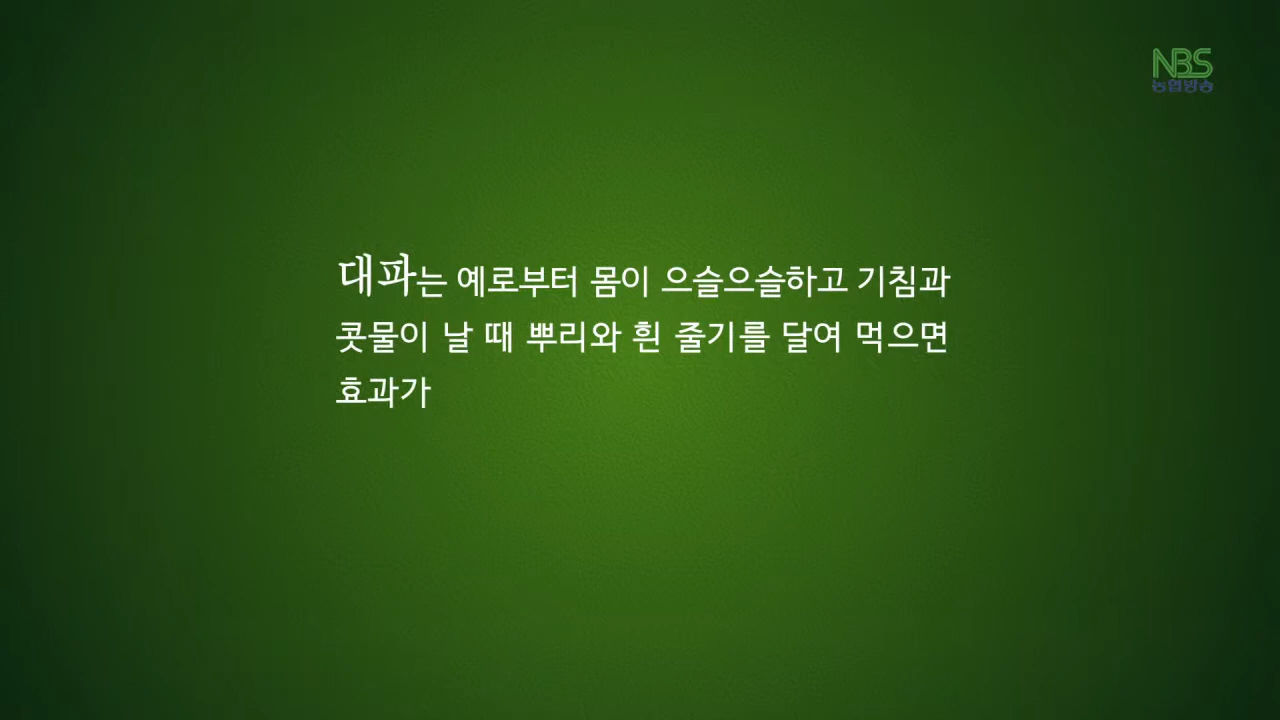 NBS
농협방송
대파는 예로부터 몸이 으슬으슬하고 기침과
콧물이 날 때 뿌리와 흰 줄기를 달여 먹으면
효과가